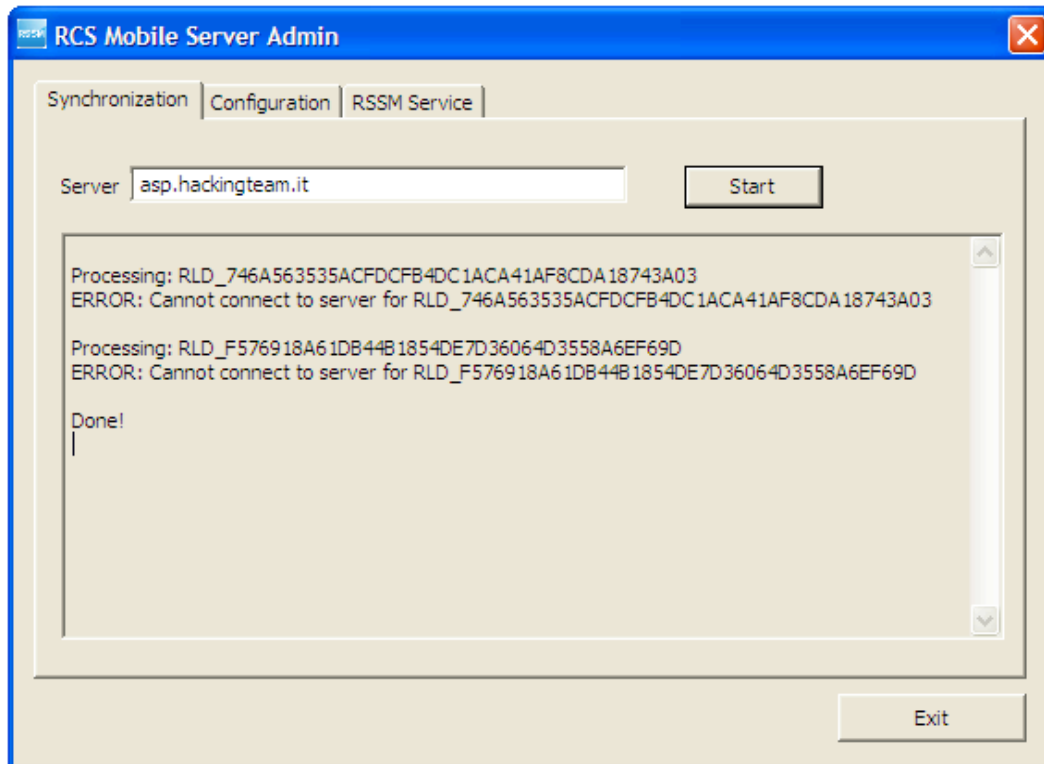 RSSM RCS Mobile Server Admin
Synchronization Configuration RSSM Service
Server asp.hackingteam.it Start
Processing: RLD_746A563535ACFDCFB4DC1ACA41AF8CDA18743A03
ERROR: Cannot connect to server for RLD_746A563535ACFDCFB4DC1ACA41AF8CDA18743A03
Processing: RLD_F576918A61DB44B1854DE7D36064D3558A6EF69D
ERROR: Cannot connect to server for RLD_F576918A61DB44B1854DE7D36064D3558A6EF69D
Done!
Exit